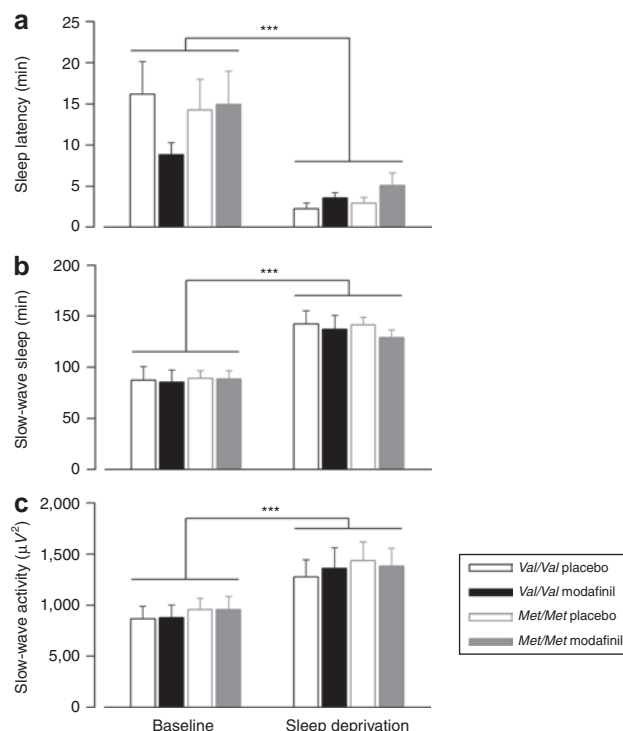 a
Sleep latency (min)
25
20
15
10
5
0
***
b
Slow-wave sleep (min)
200
150
100
50
0
***
c
Slow-wave activity (μV²)
2,000
1,500
1,000
5,00
0
***
Baseline
Sleep deprivation
Val/Val placebo
Val/Val modafinil
Met/Met placebo
Met/Met modafinil